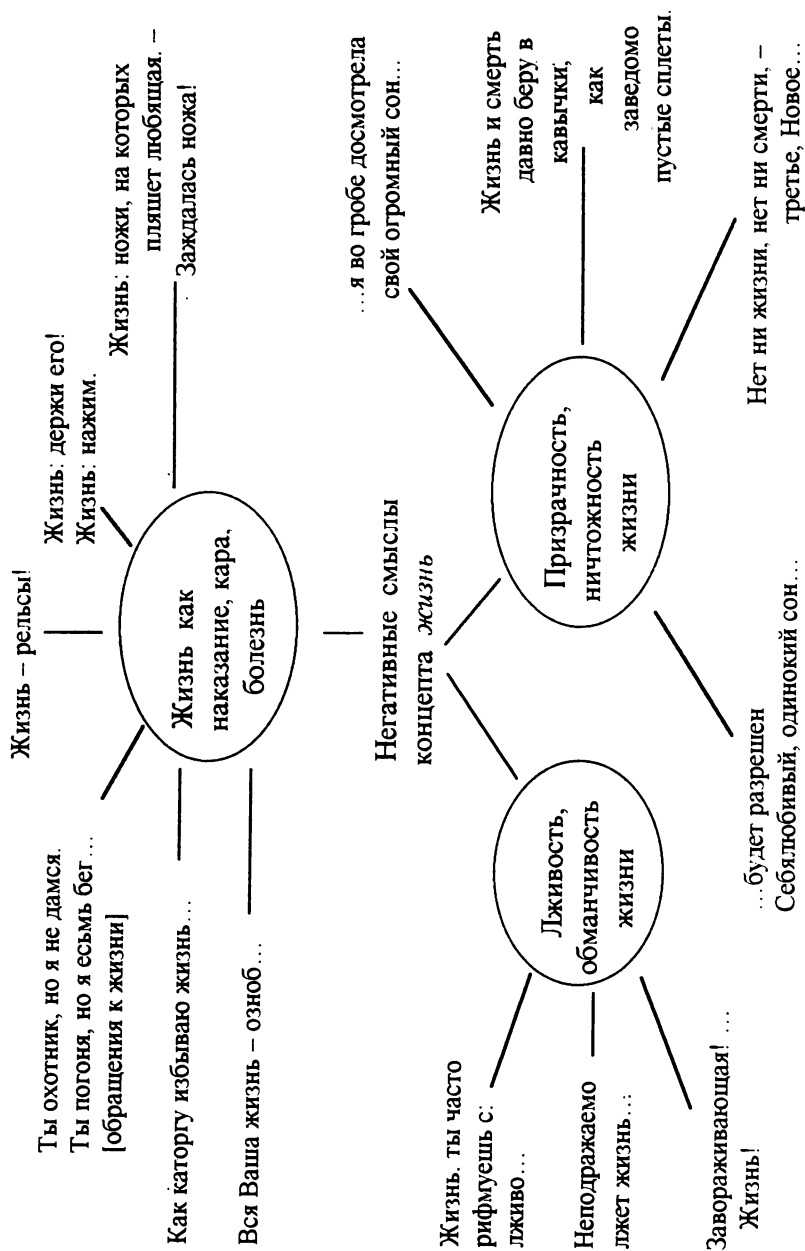 Жизнь – рельсы!
Ты охотник, но я не дамся.
Ты погоня, но я есьмь бег...
[обращения к жизни]
Как каторгу избываю жизнь...
Вся Ваша жизнь – озноб...
Жизнь: держи его!
Жизнь: нажим.
Жизнь: ножи, на которых
пляшет любящая. –
Заждалась ножа!
Жизнь как
наказание, кара,
болезнь
Негативные смыслы
концепта жизнь
Жизнь. ты часто
рифмуешь с:
лживо...
Неподражаемо
лжет жизнь...:
Завораживающая! ...
Жизнь!
Лживость,
обманчивость
жизни
Призрачность,
ничтожность
жизни
...я во гробе досмотрела
свой огромный сон...
Жизнь и смерть
давно беру в
кавычки,
как
заведомо
пустые сплеты.
...будет разрешен
Себялюбивый, одинокий сон...
Нет ни жизни, нет ни смерти, –
третье, Новое...